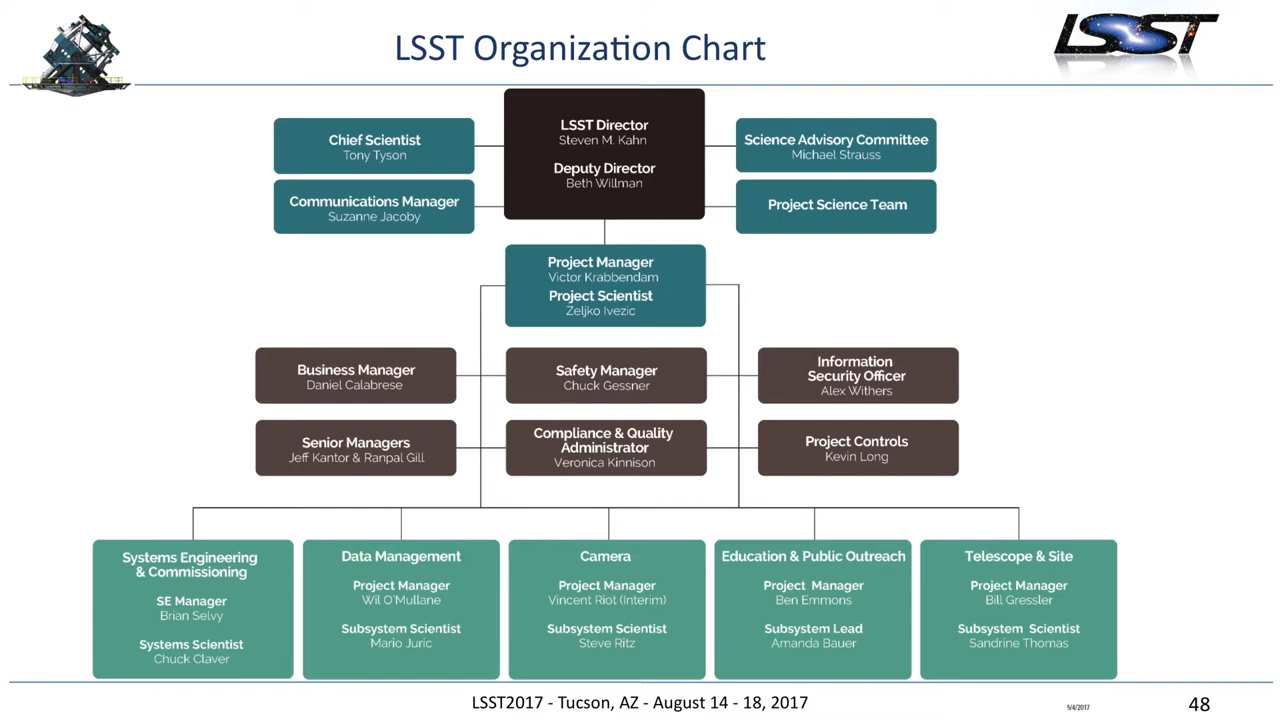 LSST Organization Chart
LSST
LSST Director
Steven M. Kahn
Deputy Director
Beth Willman
Chief Scientist
Tony Tyson
Communications Manager
Suzanne Jacoby
Science Advisory Committee
Michael Strauss
Project Science Team
Project Manager
Victor Krabbendam
Project Scientist
Zeljko Ivezic
Business Manager
Daniel Calabrese
Safety Manager
Chuck Gessner
Information
Security Officer
Alex Withers
Senior Managers
Jeff Kantor & Ranpal Gill
Compliance & Quality
Administrator
Veronica Kinnison
Project Controls
Kevin Long
Systems Engineering
& Commissioning
SE Manager
Brian Selvy
Systems Scientist
Chuck Claver
Data Management
Project Manager
Wil O'Mullane
Subsystem Scientist
Mario Juric
Camera
Project Manager
Vincent Riot (Interim)
Subsystem Scientist
Steve Ritz
Education & Public Outreach
Project Manager
Ben Emmons
Subsystem Lead
Amanda Bauer
Telescope & Site
Project Manager
Bill Gressler
Subsystem Scientist
Sandrine Thomas
LSST2017 - Tucson, AZ - August 14 - 18, 2017
5/4/2017
48